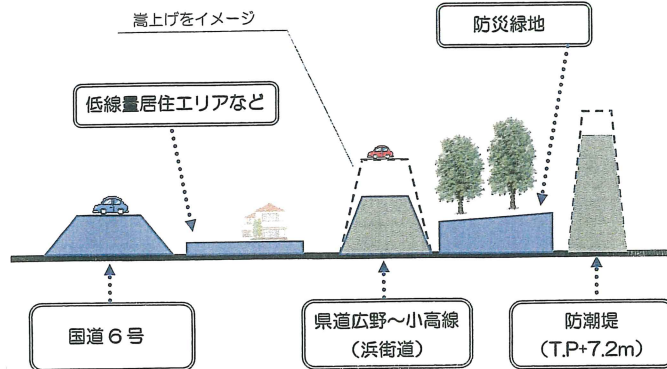 嵩上げをイメージ
防災緑地
低線量居住エリアなど
国道6号
県道広野～小高線
（浜街道）
防潮堤
（T.P+7.2m）